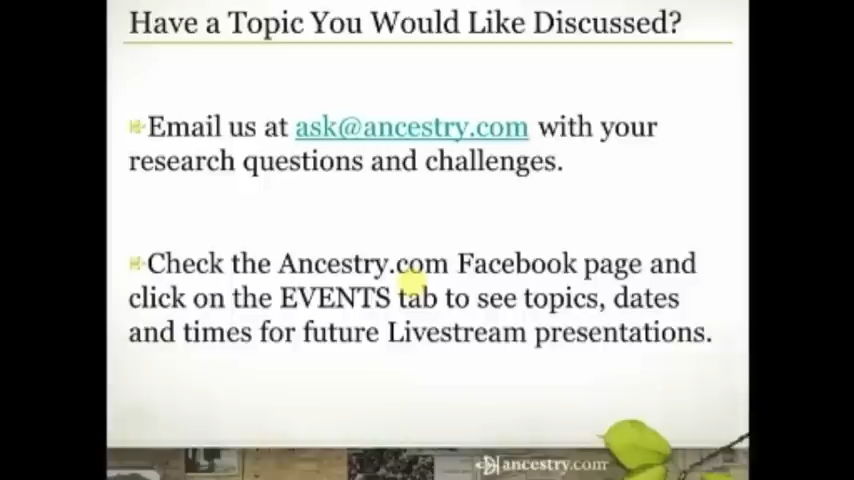 Have a Topic You Would Like Discussed?
Email us at ask@ancestry.com with your
research questions and challenges.
Check the Ancestry.com Facebook page and
click on the EVENTS tab to see topics, dates
and times for future Livestream presentations.
ancestry.com